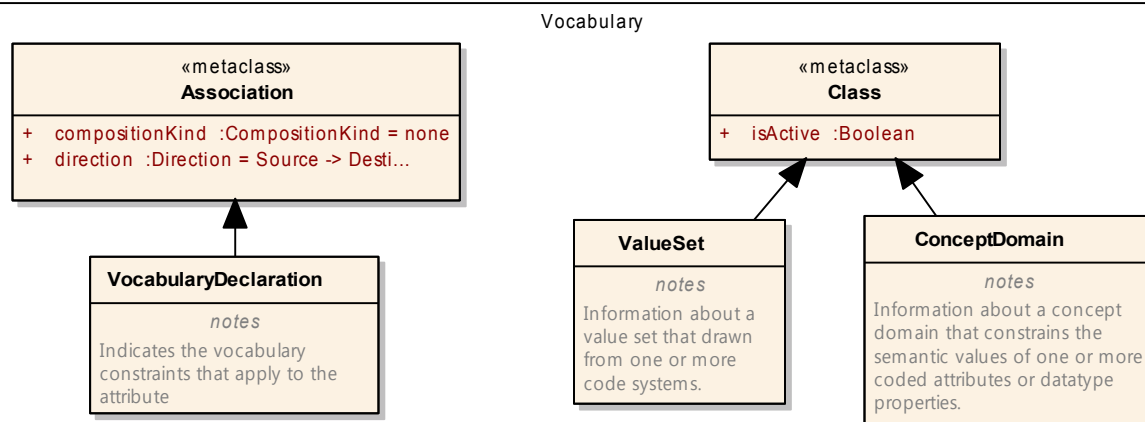 Vocabulary
«metaclass»
Association
+ compositionKind :CompositionKind = none
+ direction :Direction = Source -> Desti...
«metaclass»
Class
+ isActive :Boolean
VocabularyDeclaration
notes
Indicates the vocabulary
constraints that apply to the
attribute
ValueSet
notes
Information about a
value set that drawn
from one or more
code systems.
ConceptDomain
notes
Information about a concept
domain that constrains the
semantic values of one or more
coded attributes or datatype
properties.